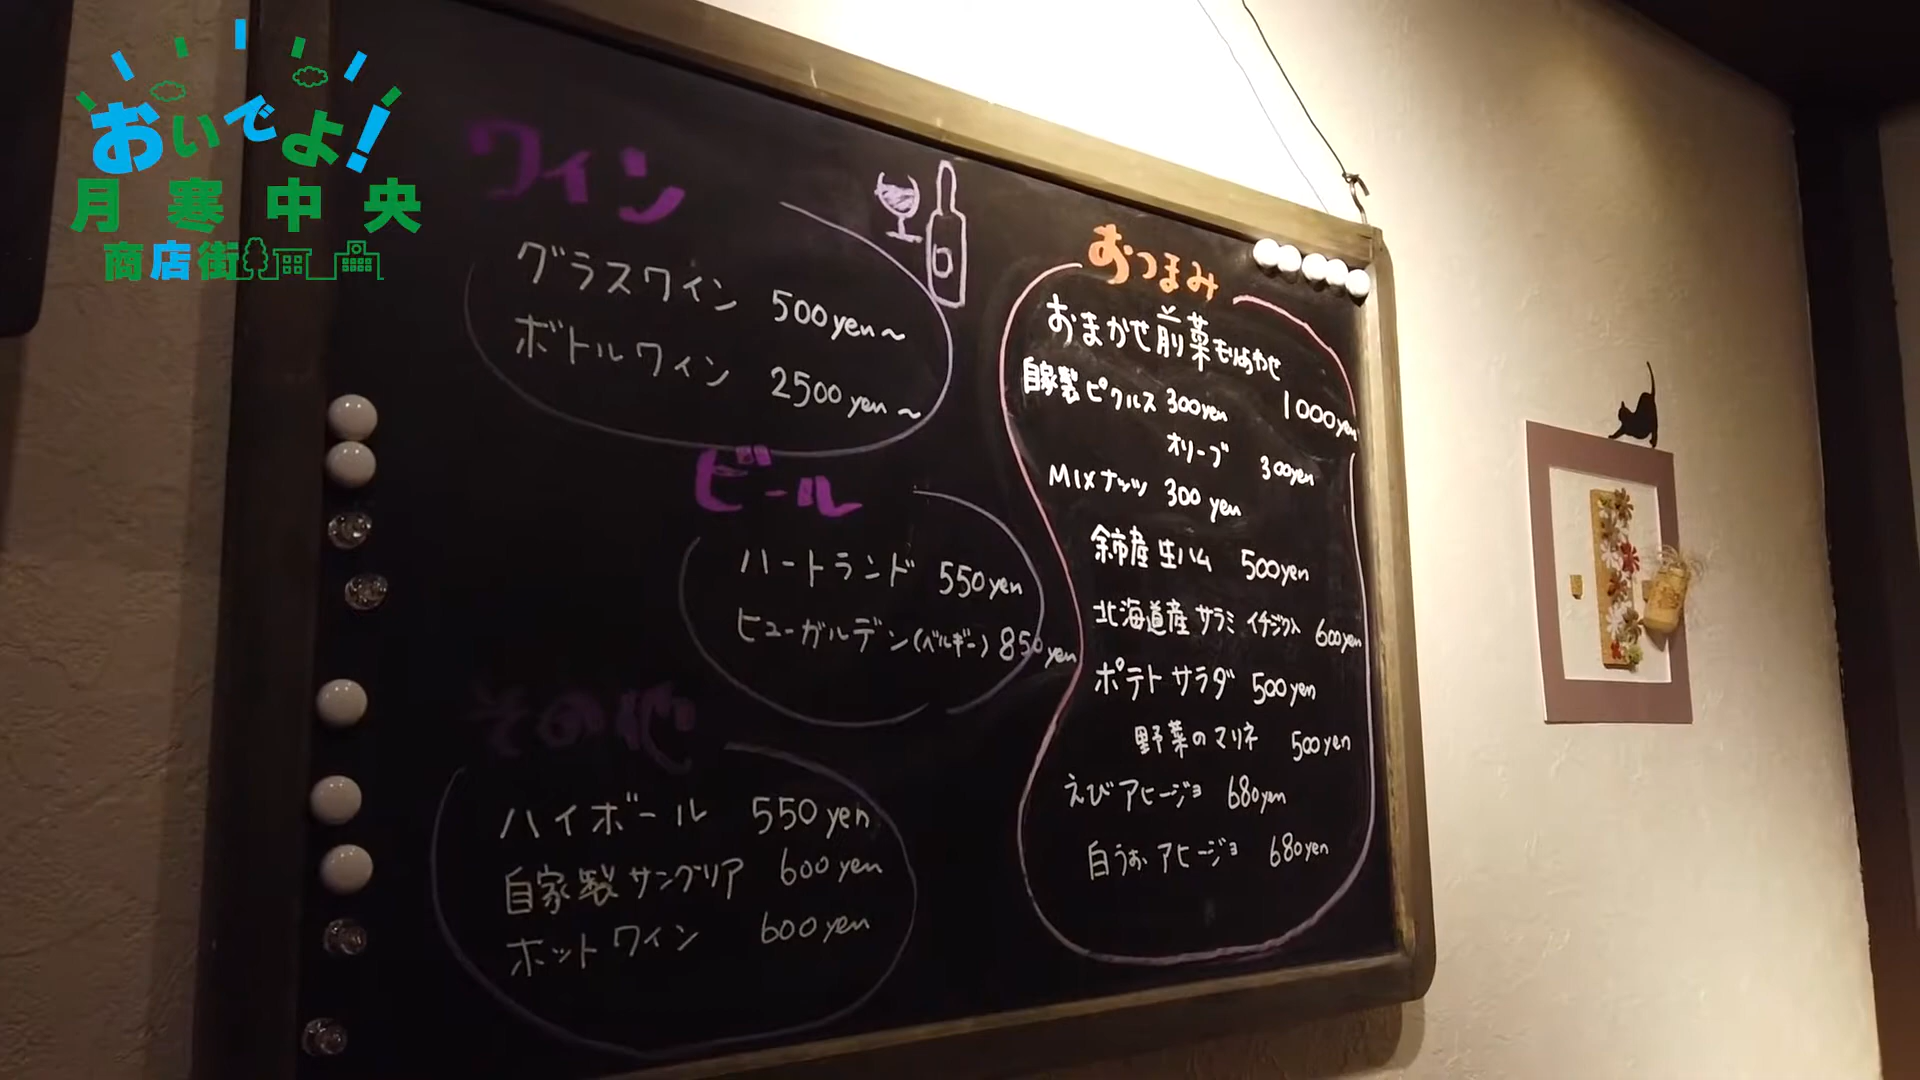 おいでよ!
月寒中央
商店街
ワイン
グラスワイン 500yen~
ボトルワイン 2500yen~
ビール
ハートランド 550yen
ヒューガルデン(ベルギー) 850yen
その他
ハイボール 550yen
自家製サングリア 600yen
ホットワイン 600yen
おつまみ
おまかせ前菜もりあわせ
1000yen
自家製ピクルス 300yen
オリーブ 300yen
MIXナッツ 300yen
余市産生ハム 500yen
北海道産サラミ イチジク入 600yen
ポテトサラダ 500yen
野菜のマリネ 500yen
えびアヒージョ 680yen
白うおアヒージョ 680yen